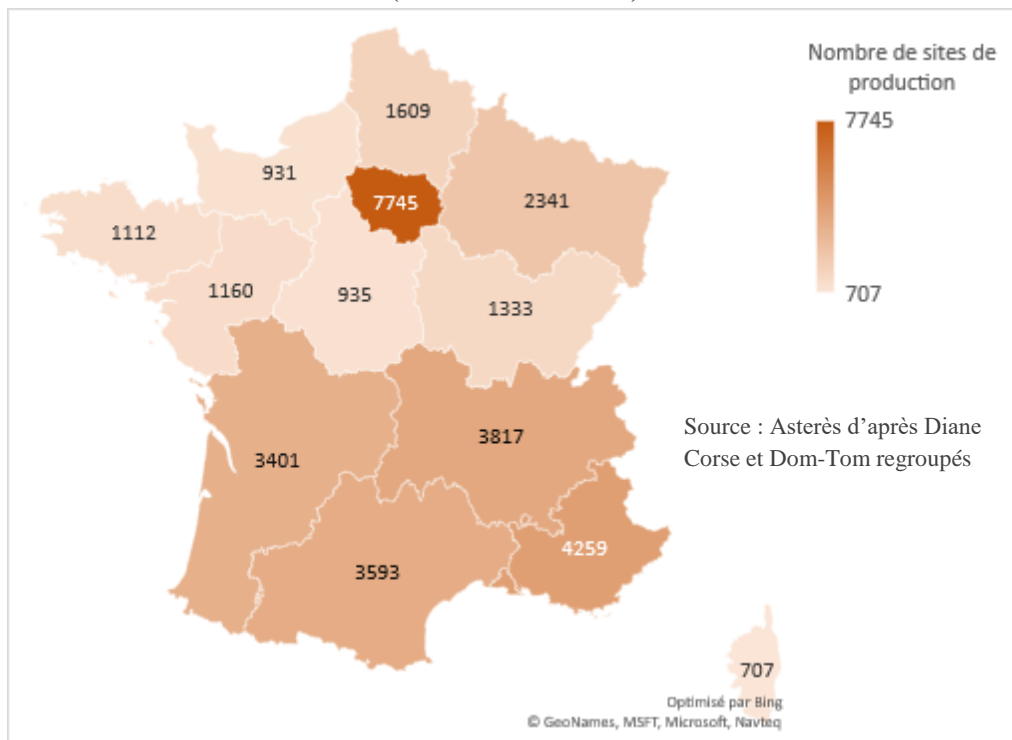 Nombre de sites de
production
7745
707
1609
931
7745
2341
1112
1160
935
1333
3401
3817
Source : Asterès d’après Diane
Corse et Dom-Tom regroupés
3593
4259
707
Optimisé par Bing
© GeoNames, MSFT, Microsoft, Navteq